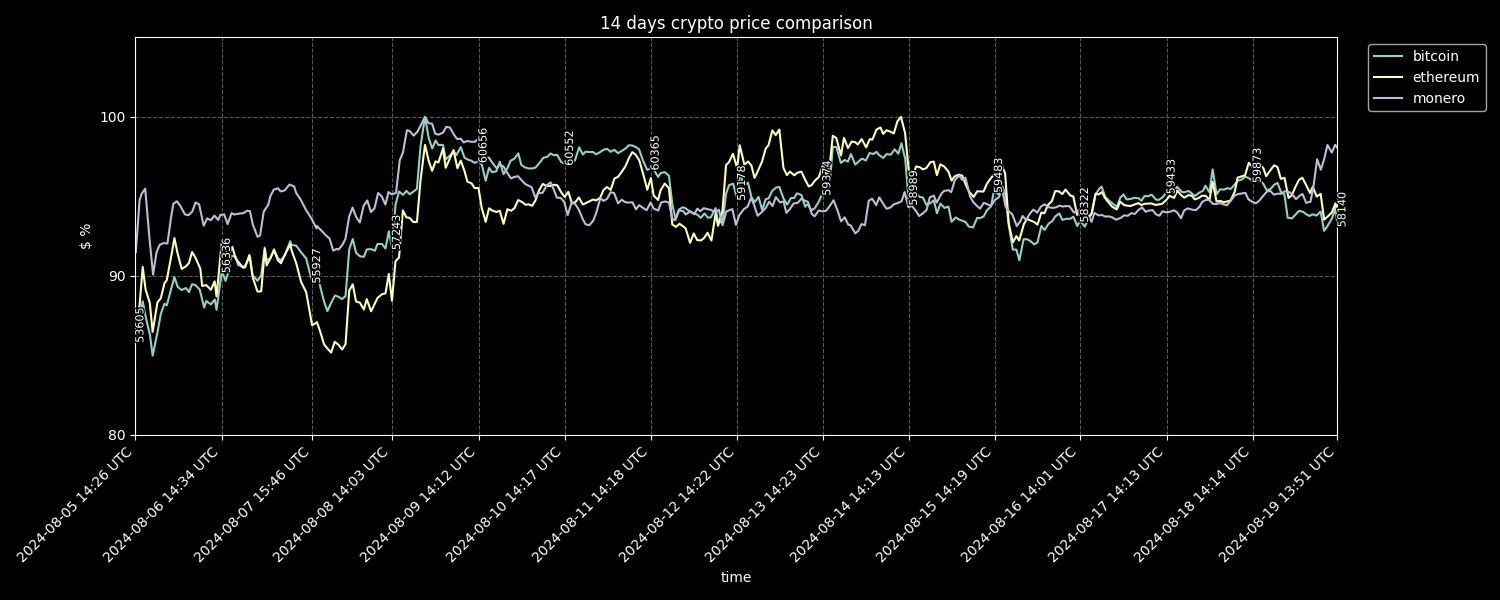 14 days crypto price comparison
bitcoin
ethereum
monero
$ %
100
90
80
53605
56336
55927
57243
60656
60552
60365
59178
59374
58989
59483
58322
59433
59873
58140
2024-08-05 14:26 UTC
2024-08-06 14:34 UTC
2024-08-07 15:46 UTC
2024-08-08 14:03 UTC
2024-08-09 14:12 UTC
2024-08-10 14:17 UTC
2024-08-11 14:18 UTC
2024-08-12 14:22 UTC
2024-08-13 14:23 UTC
2024-08-14 14:13 UTC
2024-08-15 14:19 UTC
2024-08-16 14:01 UTC
2024-08-17 14:13 UTC
2024-08-18 14:14 UTC
2024-08-19 13:51 UTC
time